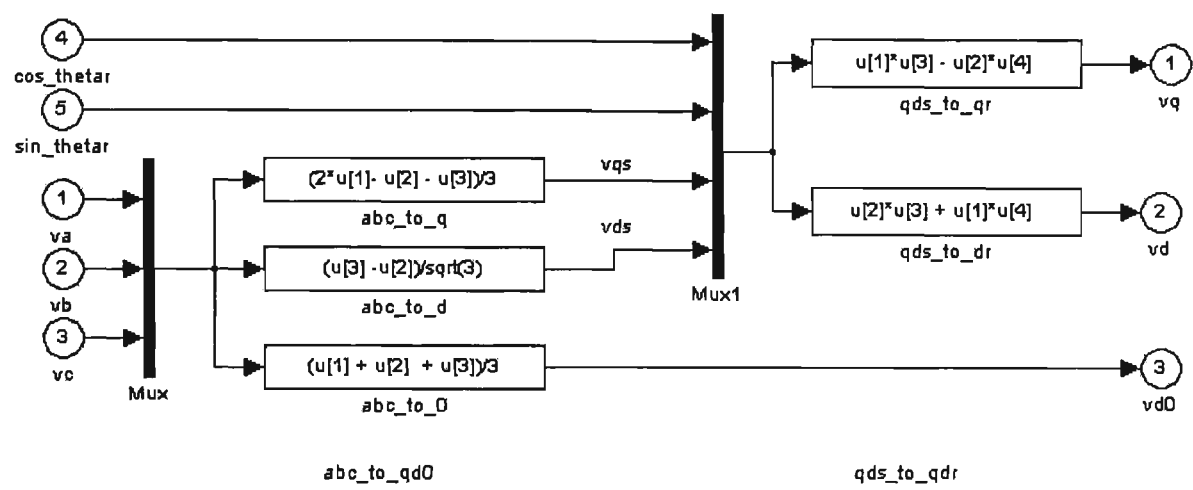 4
cos_thetar
5
sin_thetar
1
va
2
vb
3
vc
Mux
(2*u[1]- u[2] - u[3])/3
abc_to_q
(u[3] -u[2])/sqrt(3)
abc_to_d
(u[1] + u[2] + u[3])/3
abc_to_0
vqs
vds
Mux1
u[1]*u[3] - u[2]*u[4]
qds_to_qr
u[2]*u[3] + u[1]*u[4]
qds_to_dr
1
vq
2
vd
3
vd0
abc_to_qd0
qds_to_qdr